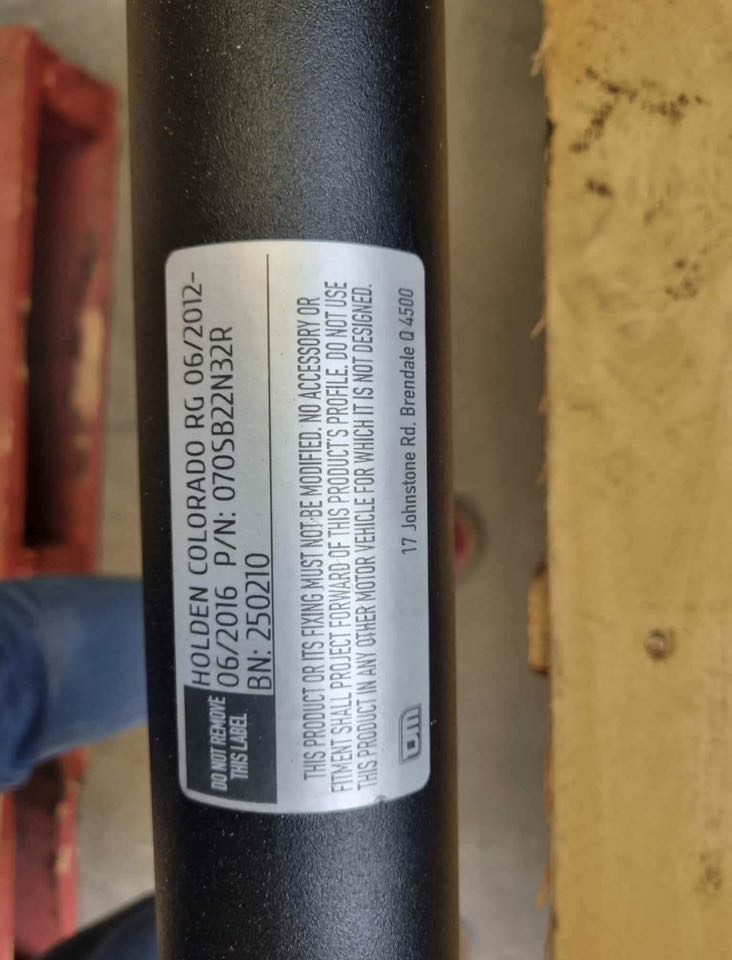 DO NOT REMOVE
THIS LABEL
HOLDEN COLORADO RG 06/2012-
06/2016 P/N: 070SB22N32R
BN: 250210
THIS PRODUCT OR ITS FIXING MUST NOT BE MODIFIED. NO ACCESSORY OR
FITMENT SHALL PROJECT FORWARD OF THIS PRODUCT'S PROFILE. DO NOT USE
THIS PRODUCT IN ANY OTHER MOTOR VEHICLE FOR WHICH IT IS NOT DESIGNED.
17 Johnstone Rd, Brendale Q 4500